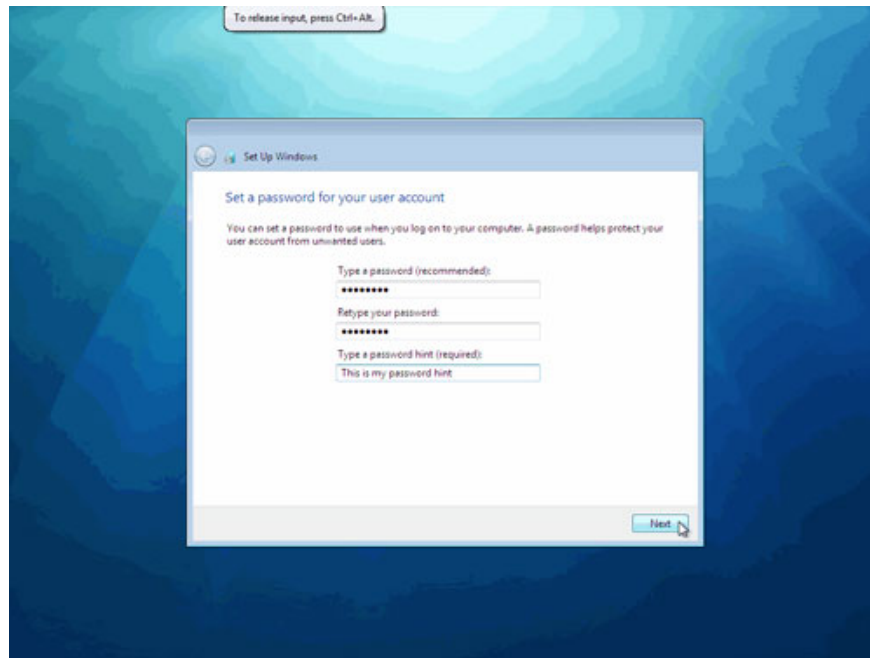 To release input, press Ctrl+Alt.
Set Up Windows
Set a password for your user account
You can set a password to use when you log on to your computer. A password helps protect your
user account from unwanted users.
Type a password (recommended):
••••••••
Retype your password:
••••••••
Type a password hint (required):
This is my password hint
Next